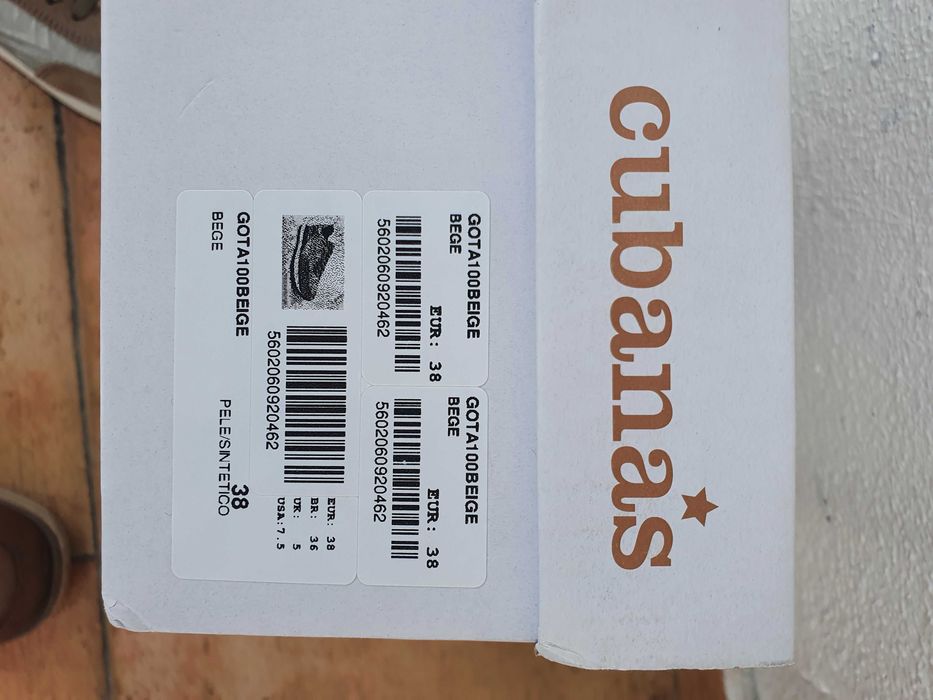 cubanas
GOTA100BEIGE
BEGE
EUR: 38
5602060920462
GOTA100BEIGE
BEGE
EUR: 38
5602060920462
5602060920462
EUR: 38
BR: 36
UK: 5
USA:7.5
GOTA100BEIGE
38
BEGE
PELE/SINTETICO